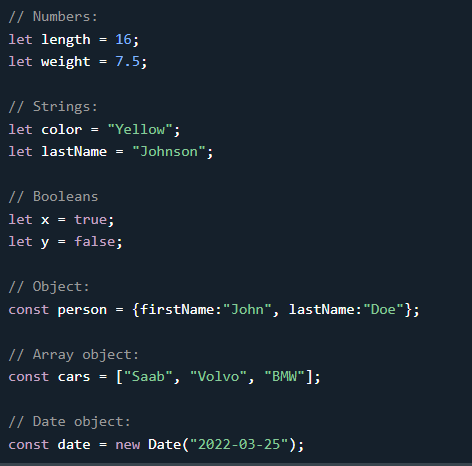 // Numbers:
let length = 16;
let weight = 7.5;
// Strings:
let color = "Yellow";
let lastName = "Johnson";
// Booleans
let x = true;
let y = false;
// Object:
const person = {firstName:"John", lastName:"Doe"};
// Array object:
const cars = ["Saab", "Volvo", "BMW"];
// Date object:
const date = new Date("2022-03-25");